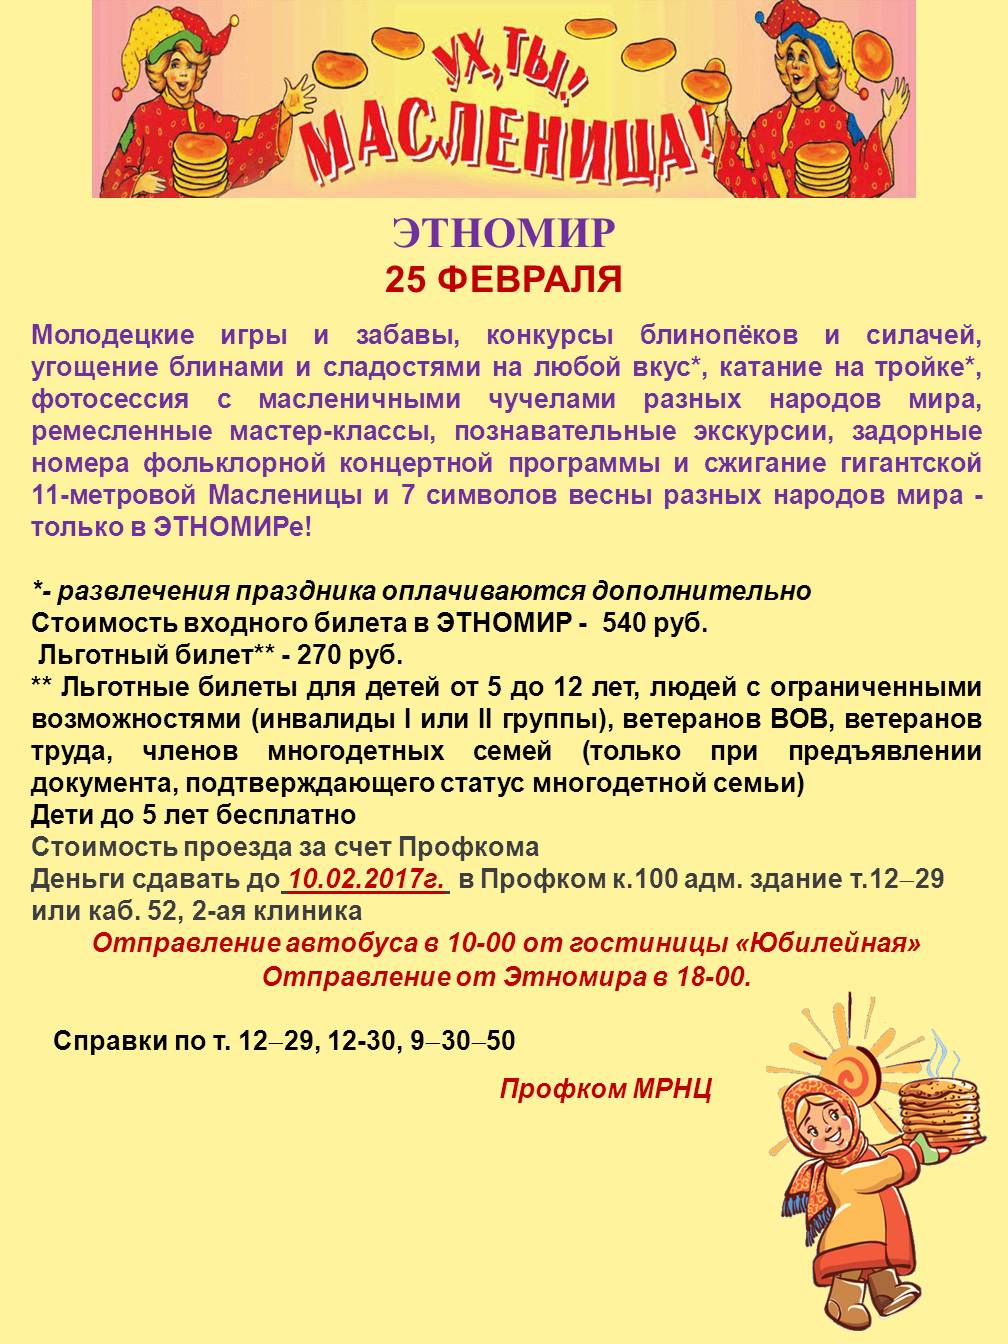 УХ, ТЫ!
МАСЛЕНИЦА!
ЭТНОМИР
25 ФЕВРАЛЯ
Молодецкие игры и забавы, конкурсы блинопёков и силачей,
угощение блинами и сладостями на любой вкус*, катание на тройке*,
фотосессия с масленичными чучелами разных народов мира,
ремесленные мастер-классы, познавательные экскурсии, задорные
номера фольклорной концертной программы и сжигание гигантской
11-метровой Масленицы и 7 символов весны разных народов мира -
только в ЭТНОМИРе!
*- развлечения праздника оплачиваются дополнительно
Стоимость входного билета в ЭТНОМИР - 540 руб.
Льготный билет** - 270 руб.
** Льготные билеты для детей от 5 до 12 лет, людей с ограниченными
возможностями (инвалиды I или II группы), ветеранов ВОВ, ветеранов
труда, членов многодетных семей (только при предъявлении
документа, подтверждающего статус многодетной семьи)
Дети до 5 лет бесплатно
Стоимость проезда за счет Профкома
Деньги сдавать до 10.02.2017г. в Профком к.100 адм. здание т.12–29
или каб. 52, 2-ая клиника
Отправление автобуса в 10-00 от гостиницы «Юбилейная»
Отправление от Этномира в 18-00.
Справки по т. 12–29, 12-30, 9–30–50
Профком МРНЦ